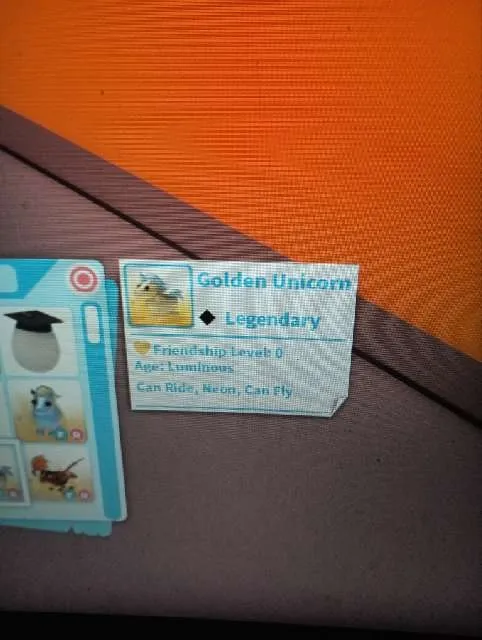 Golden Unicorn
Legendary
Friendship Level: 0
Age: Luminous
Can Ride, Neon, Can Fly